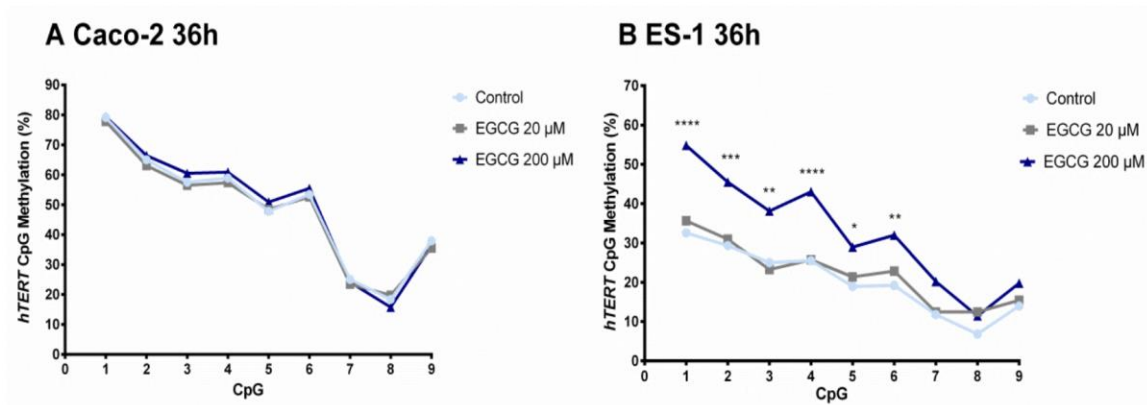 A Caco-2 36h
hTERT CpG Methylation (%)
90
80
70
60
50
40
30
20
10
0
0 1 2 3 4 5 6 7 8 9
CpG
Control
EGCG 20 µM
EGCG 200 µM
B ES-1 36h
hTERT CpG Methylation (%)
70
60
50
40
30
20
10
0
0 1 2 3 4 5 6 7 8 9
CpG
****
***
**
****
*
**
Control
EGCG 20 µM
EGCG 200 µM